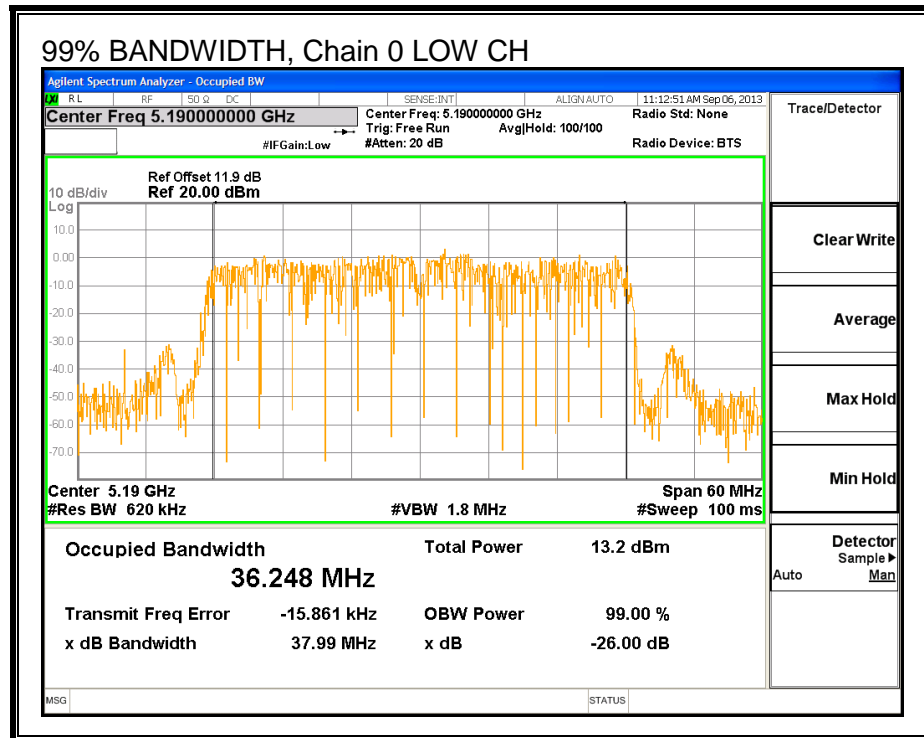 99% BANDWIDTH, Chain 0 LOW CH
Agilent Spectrum Analyzer - Occupied BW
LXI RL RF 50 Ω DC SENSE:INT ALIGN AUTO 11:12:51 AM Sep 06, 2013
Center Freq 5.190000000 GHz
Center Freq: 5.190000000 GHz
Radio Std: None
Trig: Free Run Avg|Hold: 100/100
#IFGain:Low
#Atten: 20 dB
Radio Device: BTS
Trace/Detector
Ref Offset 11.9 dB
10 dB/div Ref 20.00 dBm
Log
10.0
0.00
-10.0
-20.0
-30.0
-40.0
-50.0
-60.0
-70.0
Center 5.19 GHz Span 60 MHz
#Res BW 620 kHz #VBW 1.8 MHz #Sweep 100 ms
Occupied Bandwidth Total Power 13.2 dBm
36.248 MHz
Transmit Freq Error -15.861 kHz OBW Power 99.00 %
x dB Bandwidth 37.99 MHz x dB -26.00 dB
Clear Write
Average
Max Hold
Min Hold
Detector
Sample
Auto Man
MSG STATUS